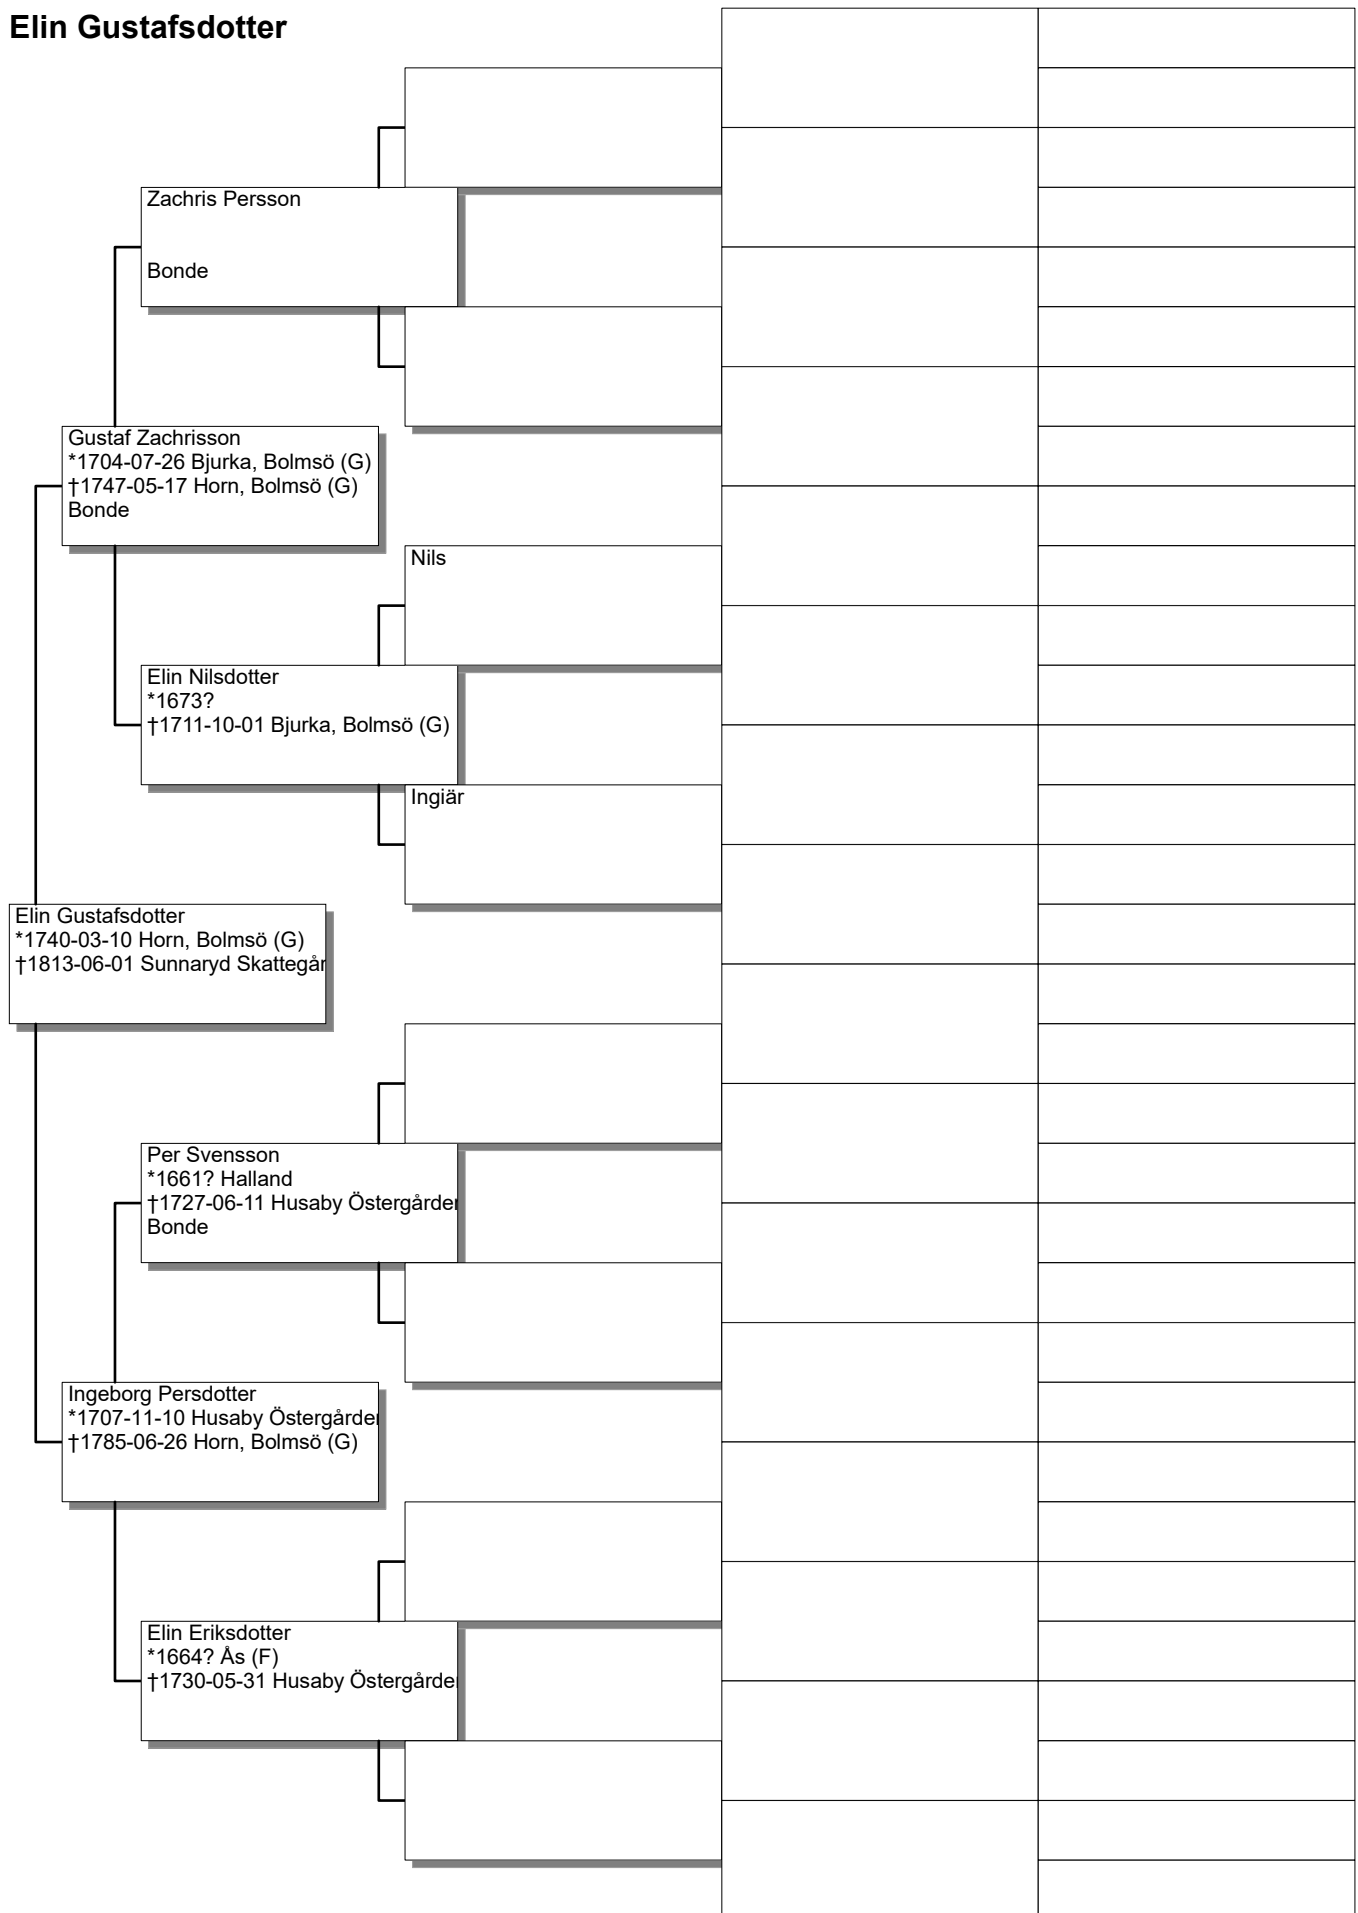 Elin Gustafsdotter
Zachris Persson
Bonde
Gustaf Zachrisson
*1704-07-26 Bjurka, Bolmsö (G)
†1747-05-17 Horn, Bolmsö (G)
Bonde
Nils
Elin Nilsdotter
*1673?
†1711-10-01 Bjurka, Bolmsö (G)
Ingiär
Elin Gustafsdotter
*1740-03-10 Horn, Bolmsö (G)
†1813-06-01 Sunnaryd Skattegår
Per Svensson
*1661? Halland
†1727-06-11 Husaby Östergården
Bonde
Ingeborg Persdotter
*1707-11-10 Husaby Östergården
†1785-06-26 Horn, Bolmsö (G)
Elin Eriksdotter
*1664? Ås (F)
†1730-05-31 Husaby Östergården